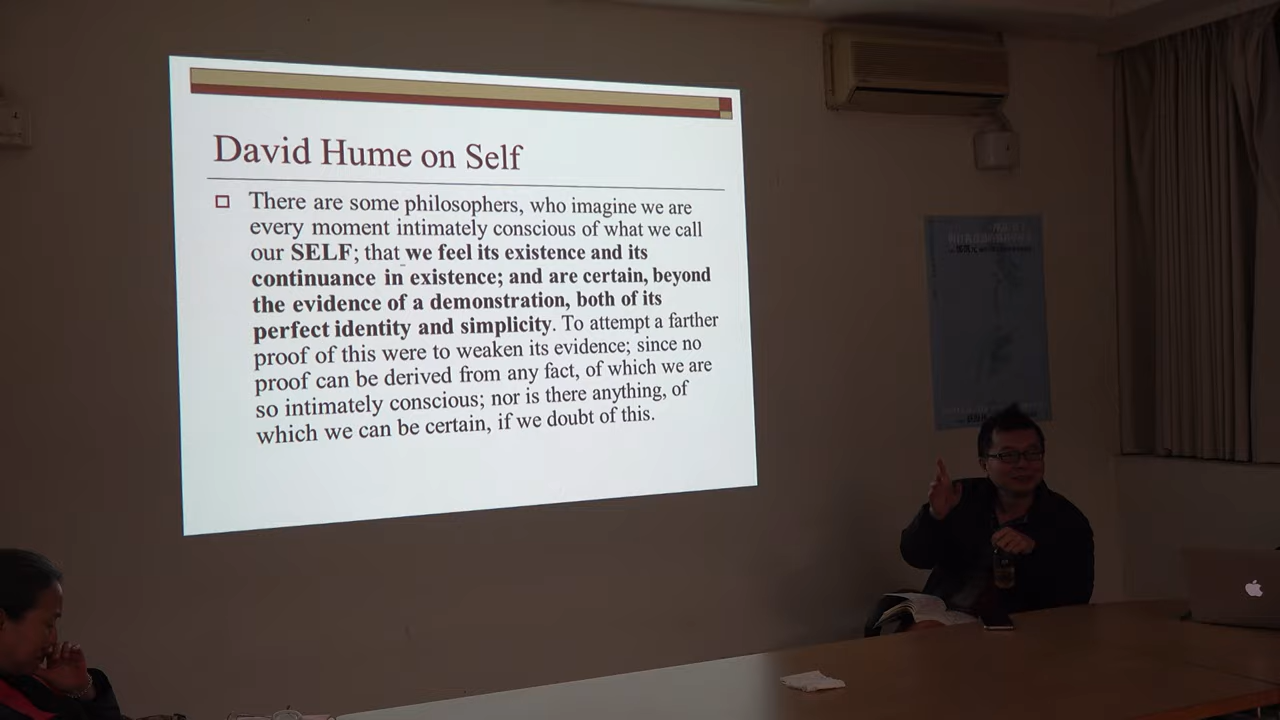 David Hume on Self
There are some philosophers, who imagine we are
every moment intimately conscious of what we call
our SELF; that we feel its existence and its
continuance in existence; and are certain, beyond
the evidence of a demonstration, both of its
perfect identity and simplicity. To attempt a farther
proof of this were to weaken its evidence; since no
proof can be derived from any fact, of which we are
so intimately conscious; nor is there anything, of
which we can be certain, if we doubt of this.